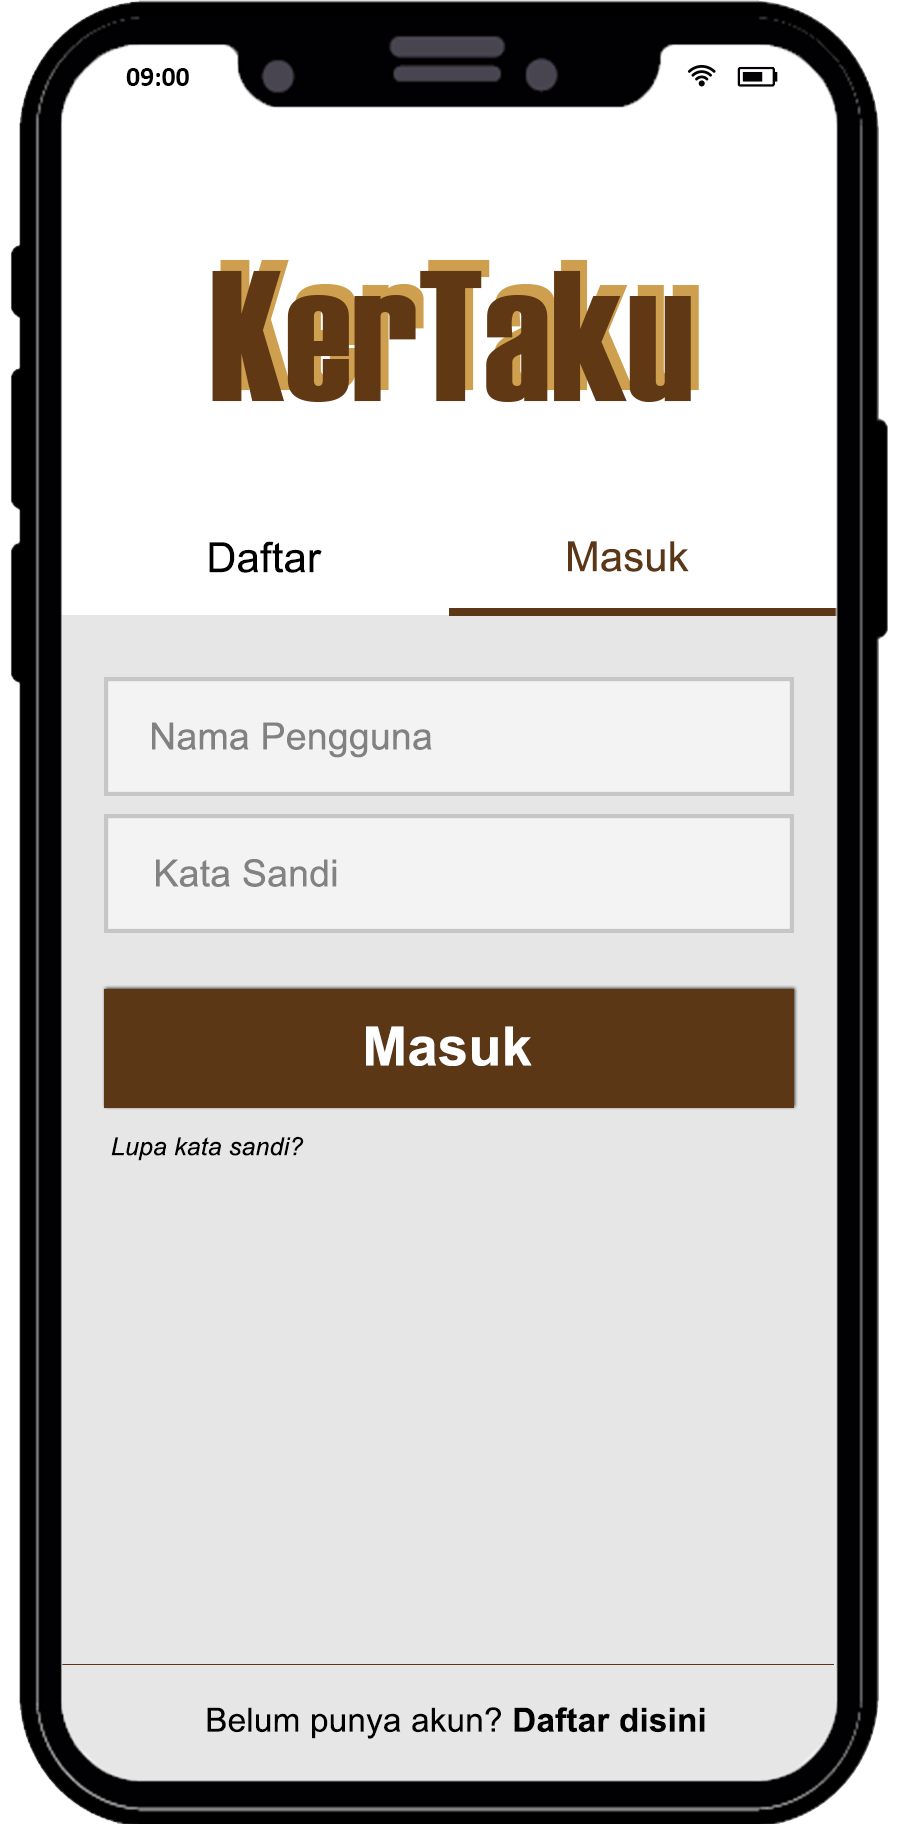 09:00
KerTaku
Daftar Masuk
Nama Pengguna
Kata Sandi
Masuk
Lupa kata sandi?
Belum punya akun? Daftar disini